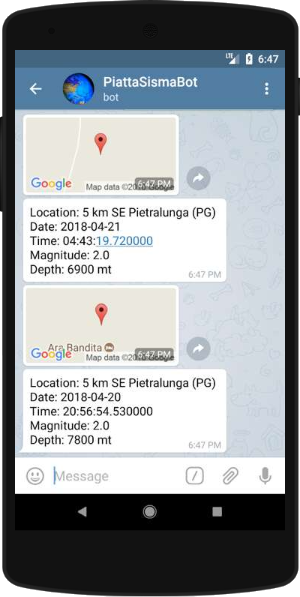 LTE 6:47
PiattaSismaBot
bot
Google Map data ©20 Google
6:47 PM
Location: 5 km SE Pietralunga (PG)
Date: 2018-04-21
Time: 04:43:19.720000
Magnitude: 2.0
Depth: 6900 mt
6:47 PM
Ara Bandita
Google Map data ©20 Google
6:47 PM
Location: 5 km SE Pietralunga (PG)
Date: 2018-04-20
Time: 20:56:54.530000
Magnitude: 2.0
Depth: 7800 mt
6:47 PM
Message